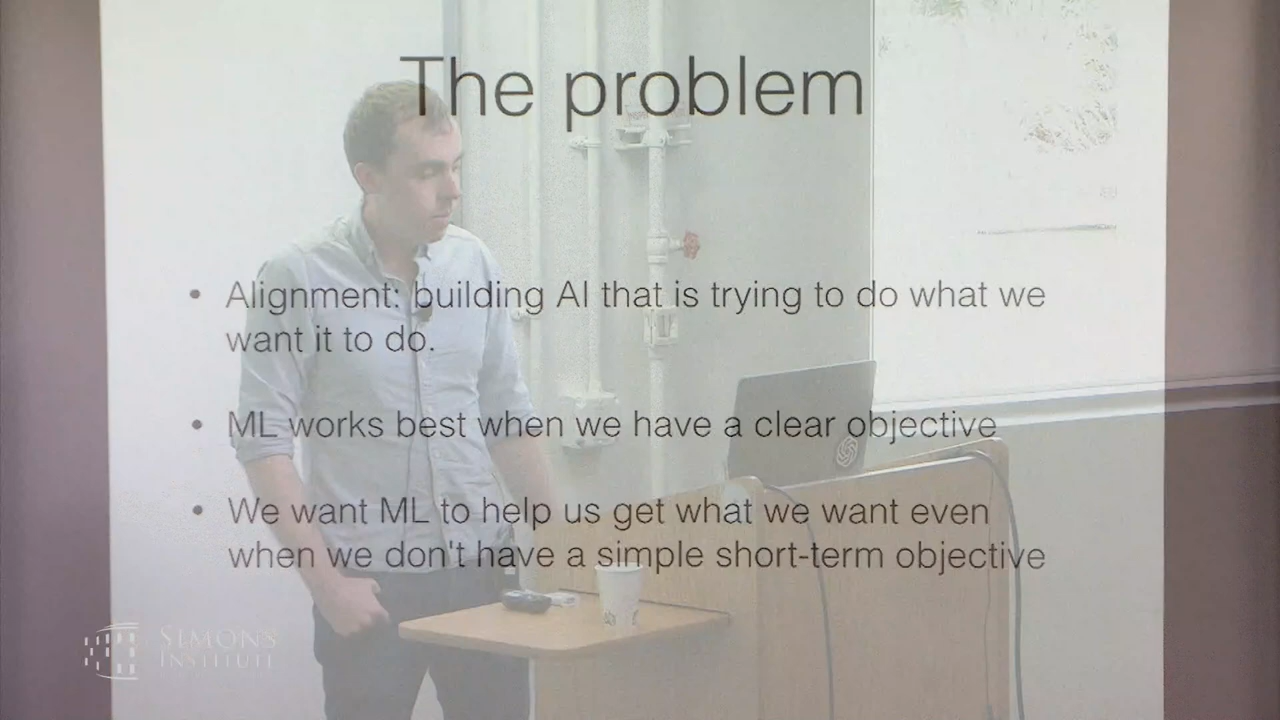 The problem
• Alignment: building AI that is trying to do what we
want it to do.
• ML works best when we have a clear objective
• We want ML to help us get what we want even
when we don't have a simple short-term objective
SIMONS
INSTITUTE